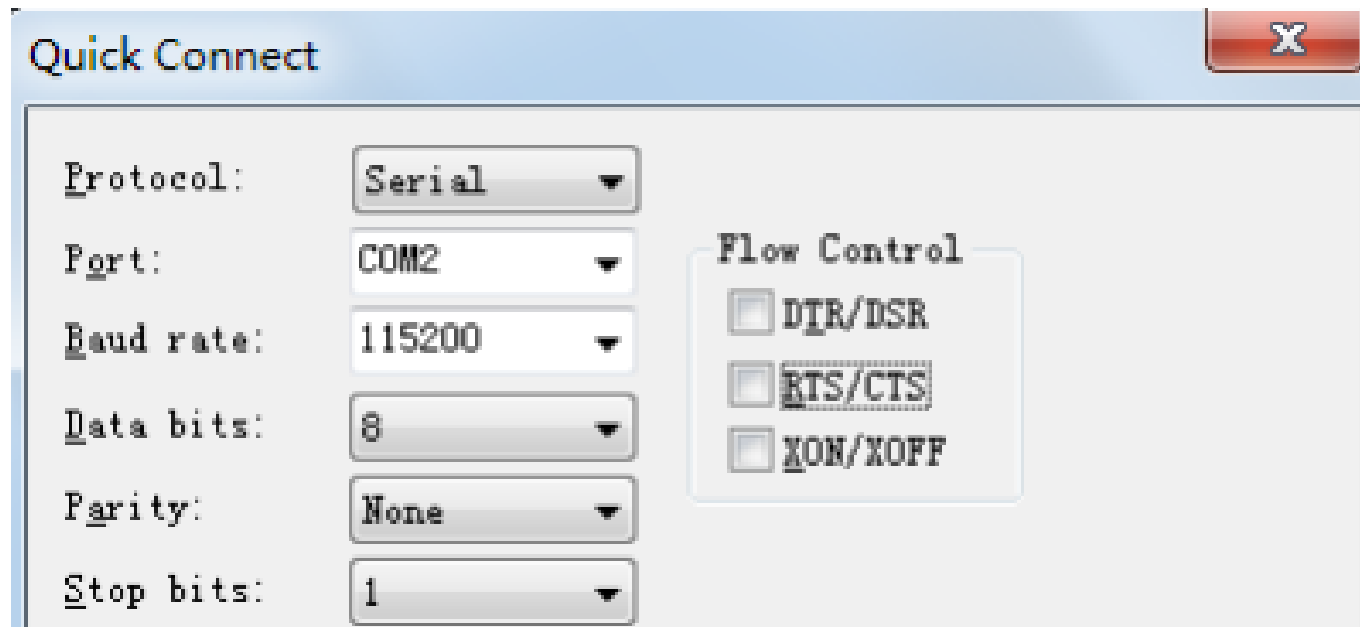 Quick Connect
Protocol: Serial
Port: COM2
Baud rate: 115200
Data bits: 8
Parity: None
Stop bits: 1
Flow Control
DTR/DSR
RTS/CTS
XON/XOFF